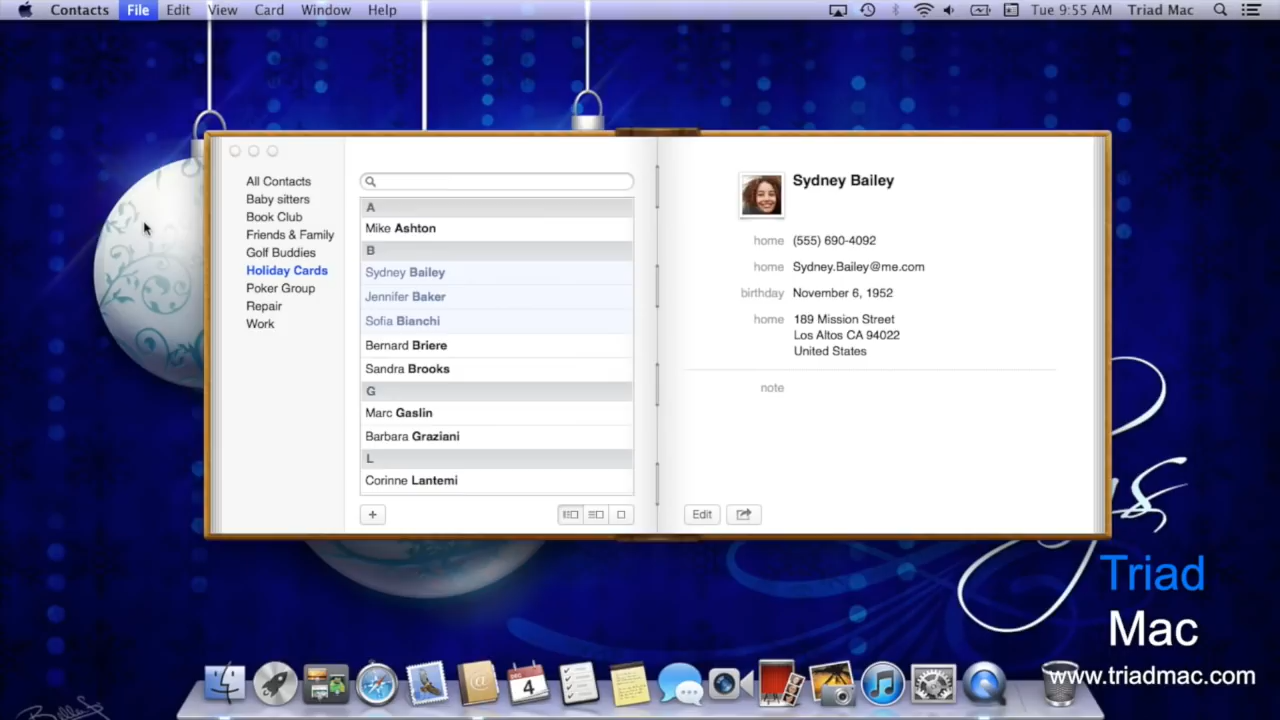 Contacts File Edit View Card Window Help Tue 9:55 AM Triad Mac
All Contacts
Baby sitters
Book Club
Friends & Family
Golf Buddies
Holiday Cards
Poker Group
Repair
Work
A
Mike Ashton
B
Sydney Bailey
Jennifer Baker
Sofia Bianchi
Bernard Briere
Sandra Brooks
G
Marc Gaslin
Barbara Graziani
L
Corinne Lantemi
Sydney Bailey
home (555) 690-4092
home Sydney.Bailey@me.com
birthday November 6, 1952
home 189 Mission Street
Los Altos CA 94022
United States
note
Edit
Triad
Mac
www.triadmac.com
DEC
4